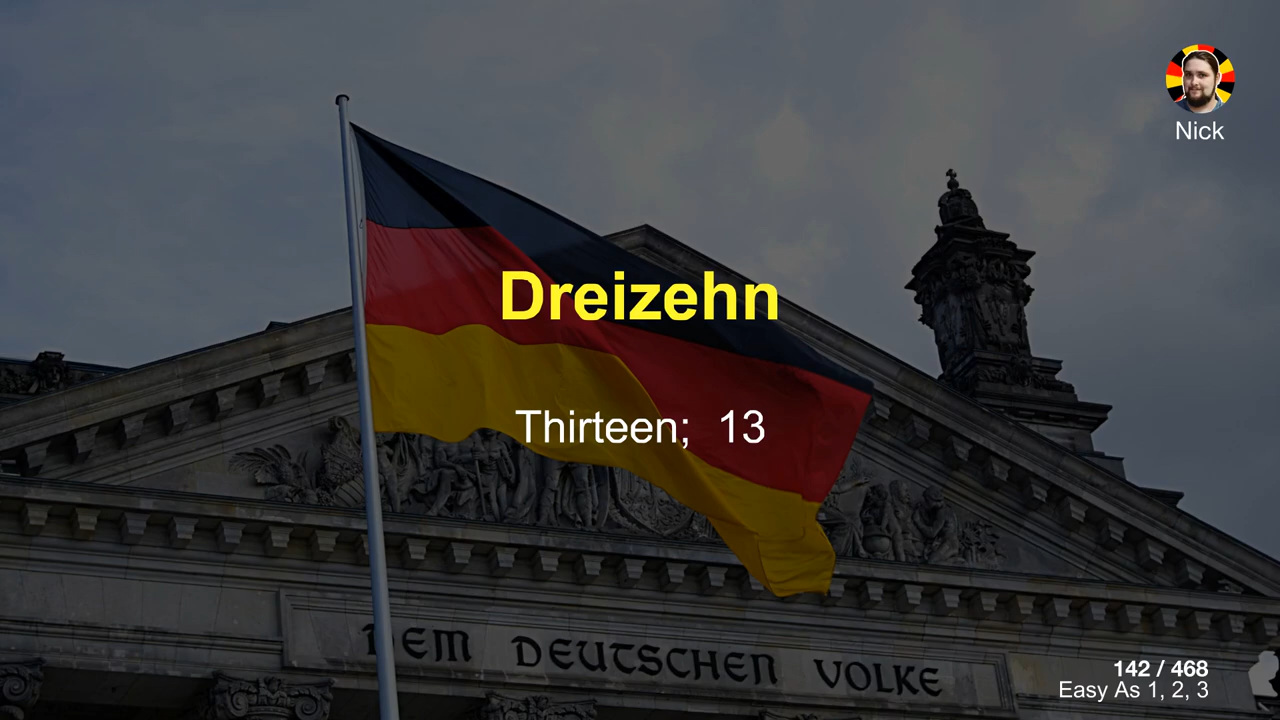 Nick
Dreizehn
Thirteen; 13
DEM DEUTSCHEN VOLKE
142 / 468
Easy As 1, 2, 3